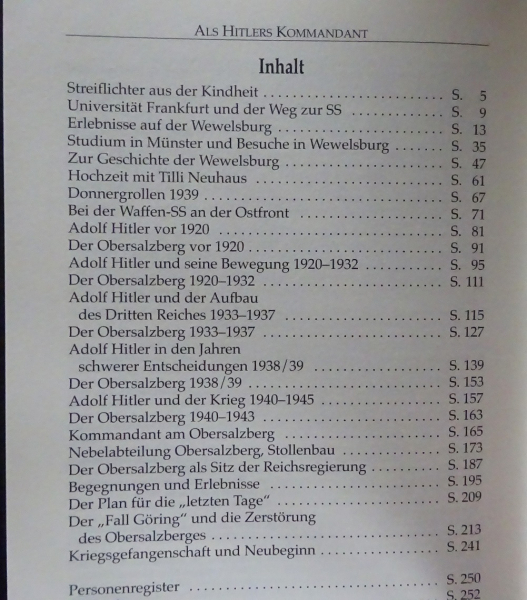 ALS HITLERS KOMMANDANT
Inhalt
Streiflichter aus der Kindheit . . . . . . . . . . . . . . . . . . . . . . . . . . S. 5
Universität Frankfurt und der Weg zur SS . . . . . . . . . . . . . S. 9
Erlebnisse auf der Wewelsburg . . . . . . . . . . . . . . . . . . . . . . . . S. 13
Studium in Münster und Besuche in Wewelsburg . . . . . . . S. 35
Zur Geschichte der Wewelsburg . . . . . . . . . . . . . . . . . . . . . . . S. 47
Hochzeit mit Tilli Neuhaus . . . . . . . . . . . . . . . . . . . . . . . . . . . S. 61
Donnergrollen 1939 . . . . . . . . . . . . . . . . . . . . . . . . . . . . . . . . . . S. 67
Bei der Waffen-SS an der Ostfront . . . . . . . . . . . . . . . . . . . . . S. 71
Adolf Hitler vor 1920 . . . . . . . . . . . . . . . . . . . . . . . . . . . . . . . . S. 81
Der Obersalzberg vor 1920 . . . . . . . . . . . . . . . . . . . . . . . . . . . . S. 91
Adolf Hitler und seine Bewegung 1920–1932 . . . . . . . . . . . S. 95
Der Obersalzberg 1920–1932 . . . . . . . . . . . . . . . . . . . . . . . . . . S. 111
Adolf Hitler und der Aufbau
des Dritten Reiches 1933–1937 . . . . . . . . . . . . . . . . . . . . . . . S. 115
Der Obersalzberg 1933–1937 . . . . . . . . . . . . . . . . . . . . . . . . . . S. 127
Adolf Hitler in den Jahren
schwerer Entscheidungen 1938/39 . . . . . . . . . . . . . . . . . . . S. 139
Der Obersalzberg 1938/39 . . . . . . . . . . . . . . . . . . . . . . . . . . . . S. 153
Adolf Hitler und der Krieg 1940–1945 . . . . . . . . . . . . . . . . . . S. 157
Der Obersalzberg 1940–1943 . . . . . . . . . . . . . . . . . . . . . . . . . . S. 163
Kommandant am Obersalzberg . . . . . . . . . . . . . . . . . . . . . . . S. 165
Nebelabteilung Obersalzberg, Stollenbau . . . . . . . . . . . . . . . S. 173
Der Obersalzberg als Sitz der Reichsregierung . . . . . . . . . . S. 187
Begegnungen und Erlebnisse . . . . . . . . . . . . . . . . . . . . . . . . . S. 195
Der Plan für die „letzten Tage“ . . . . . . . . . . . . . . . . . . . . . . . . S. 209
Der „Fall Göring“ und die Zerstörung
des Obersalzberges . . . . . . . . . . . . . . . . . . . . . . . . . . . . . . . . . S. 213
Kriegsgefangenschaft und Neubeginn . . . . . . . . . . . . . . . . . . S. 241
Personenregister . . . . . . . . . . . . . . . . . . . . . . . . . . . . . . . . . . . . S. 250
S. 252